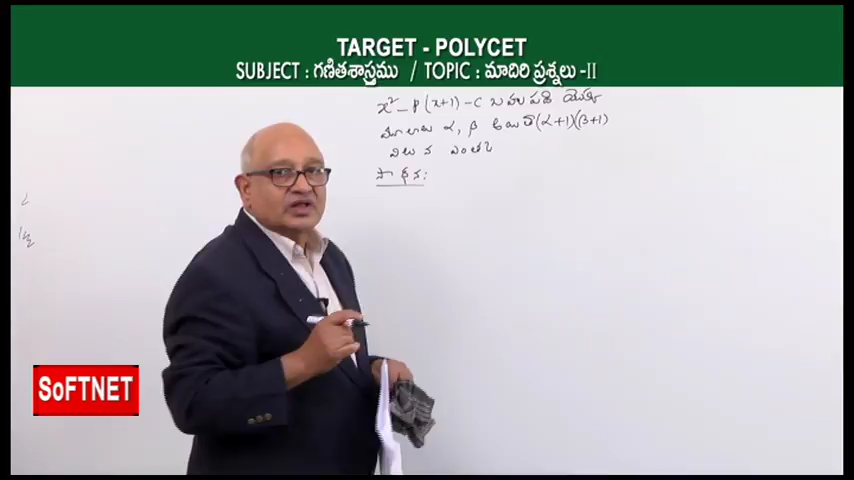 TARGET - POLYCET
SUBJECT : గణితశాస్త్రము / TOPIC : మాదిరి ప్రశ్నలు -II
x² - P(x+1) - C బహుపది యొక్క
మూలాలు α, β అయిన (α+1)(β+1)
విలువ ఎంత?
సాధన:
SoFTNET